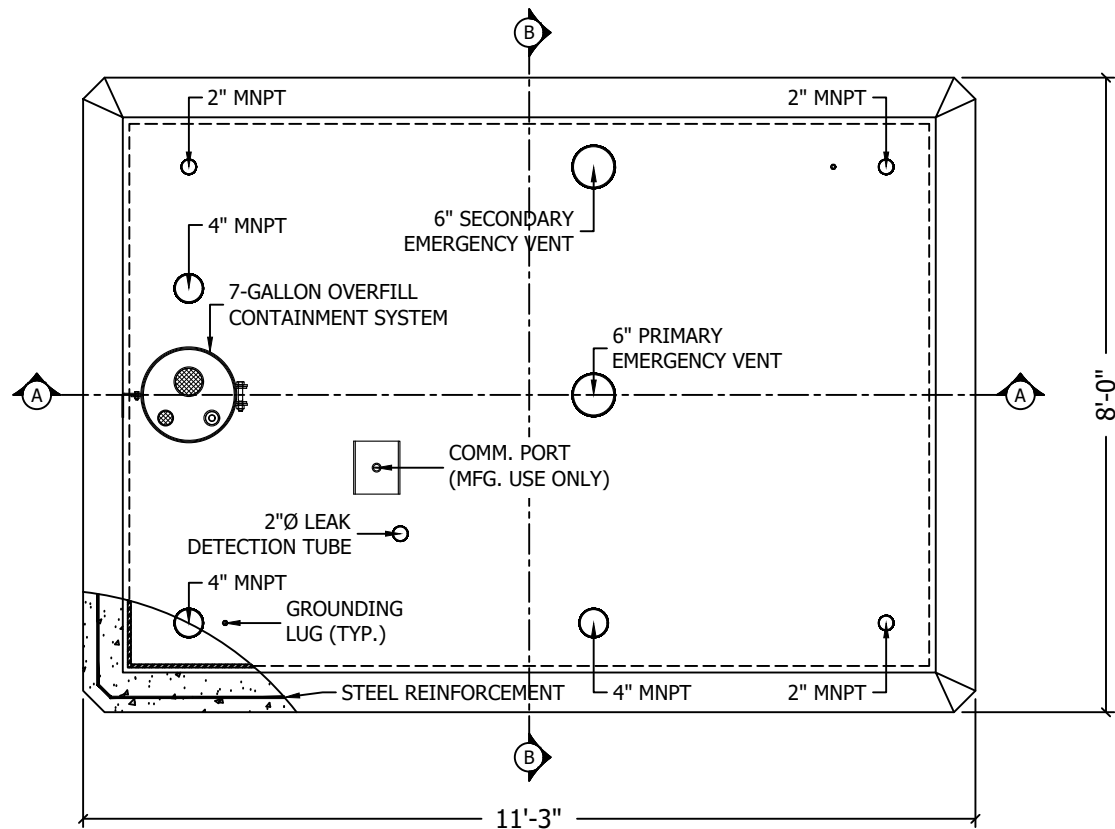 B
2" MNPT
2" MNPT
6" SECONDARY
EMERGENCY VENT
4" MNPT
7-GALLON OVERFILL
CONTAINMENT SYSTEM
6" PRIMARY
EMERGENCY VENT
A
A
8'-0"
COMM. PORT
(MFG. USE ONLY)
2"Ø LEAK
DETECTION TUBE
4" MNPT
GROUNDING
LUG (TYP.)
STEEL REINFORCEMENT
4" MNPT
2" MNPT
B
11'-3"